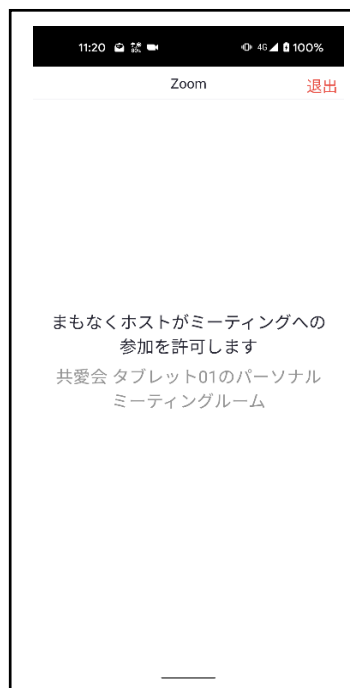 11:20 4G 100%
Zoom 退出
まもなくホストがミーティングへの
参加を許可します
共愛会 タブレット01のパーソナル
ミーティングルーム